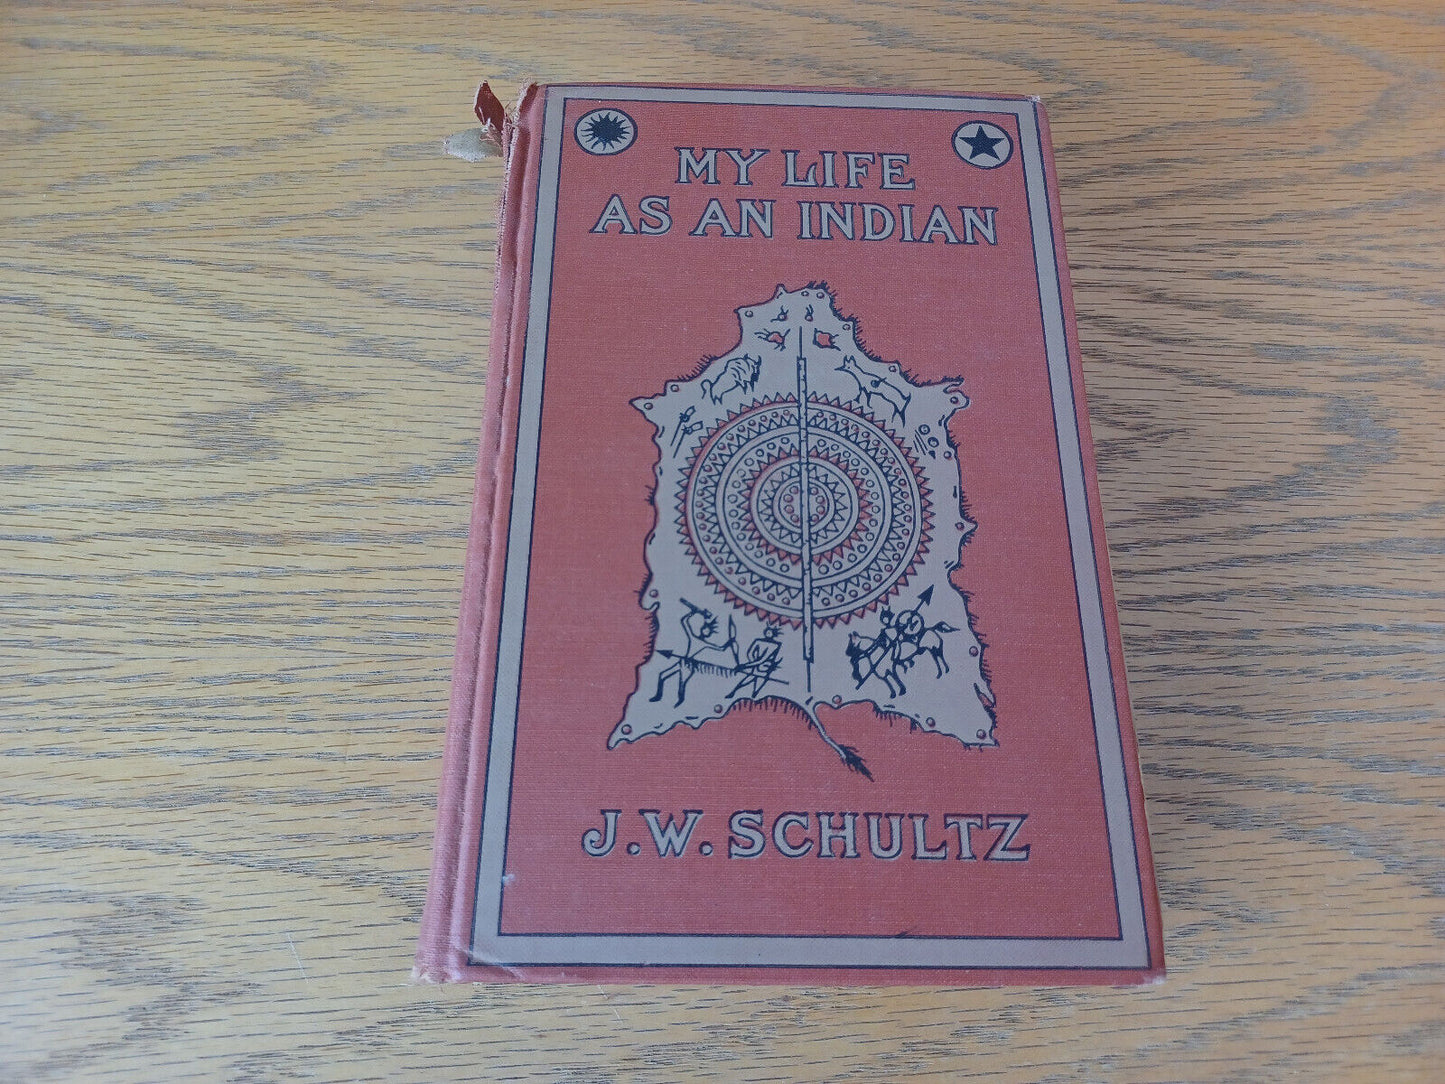 MY LIFE
AS AN INDIAN
J.W. SCHULTZ